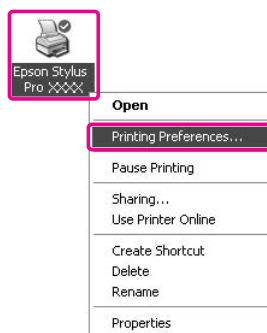 Epson Stylus
Pro XXXX
Open
Printing Preferences...
Pause Printing
Sharing...
Use Printer Online
Create Shortcut
Delete
Rename
Properties